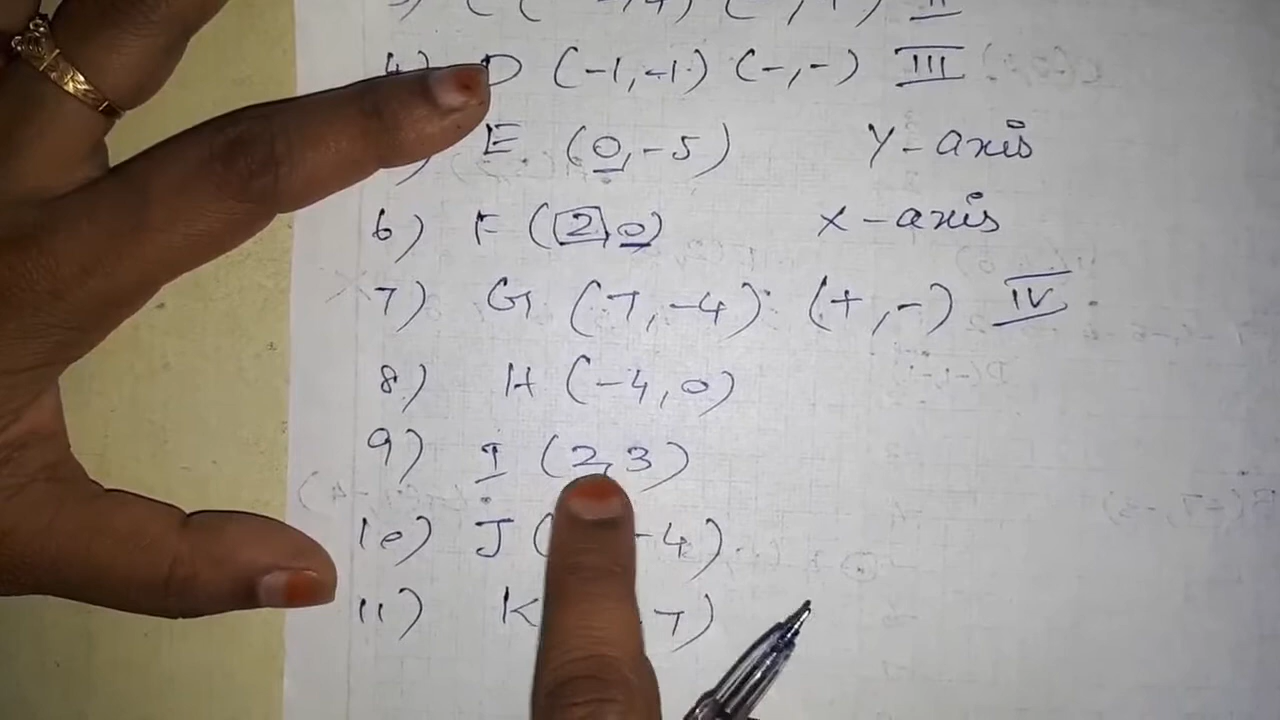 4) D (-1,-1) (-,-) III
E (0,-5) Y-axis
6) F (2,0) X-axis
7) G (7,-4) (+,-) IV
8) H (-4,0)
9) I (2,3)
10) J ( -4)
11) K , 7)